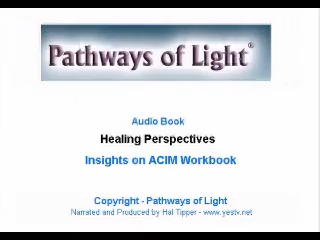 Pathways of Light®
Audio Book
Healing Perspectives
Insights on ACIM Workbook
Copyright - Pathways of Light
Narrated and Produced by Hal Tipper - www.yestv.net